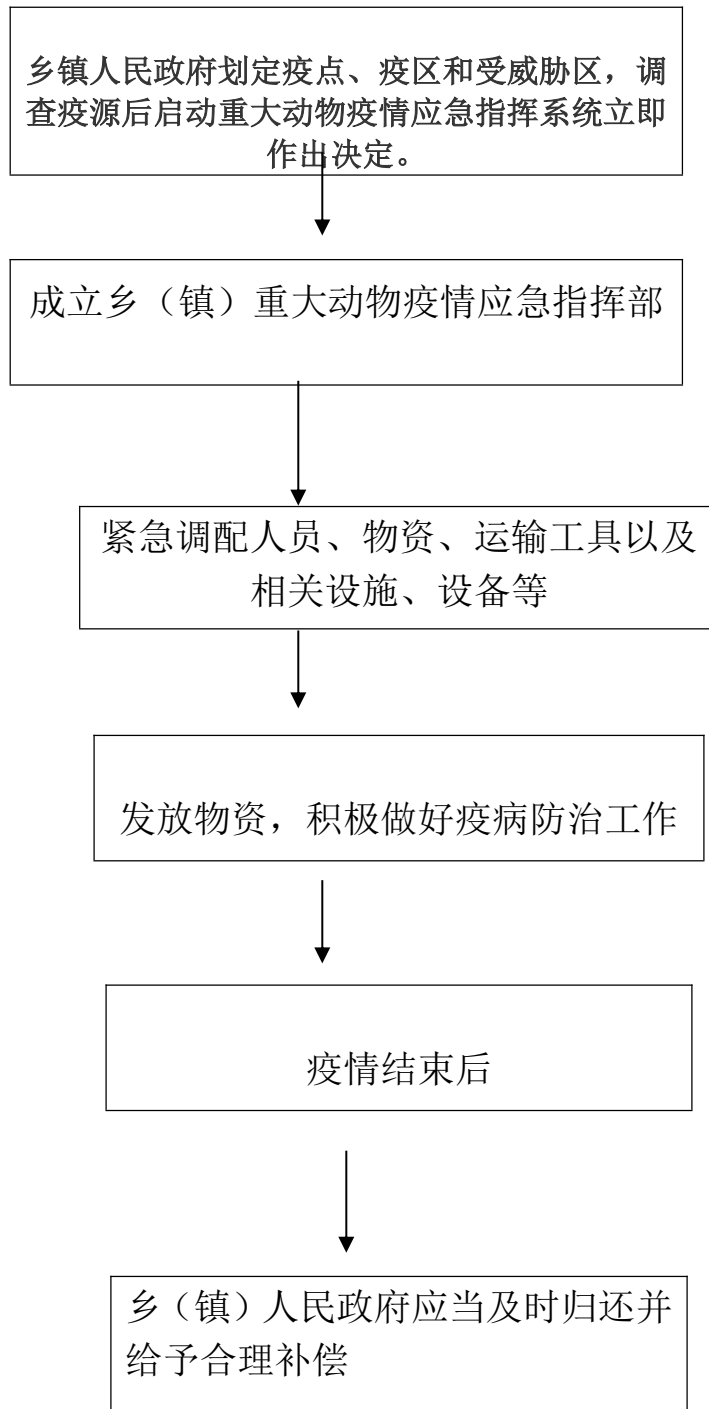 乡镇人民政府划定疫点、疫区和受威胁区，调
查疫源后启动重大动物疫情应急指挥系统立即
作出决定。
成立乡（镇）重大动物疫情应急指挥部
紧急调配人员、物资、运输工具以及
相关设施、设备等
发放物资，积极做好疫病防治工作
疫情结束后
乡（镇）人民政府应当及时归还并
给予合理补偿